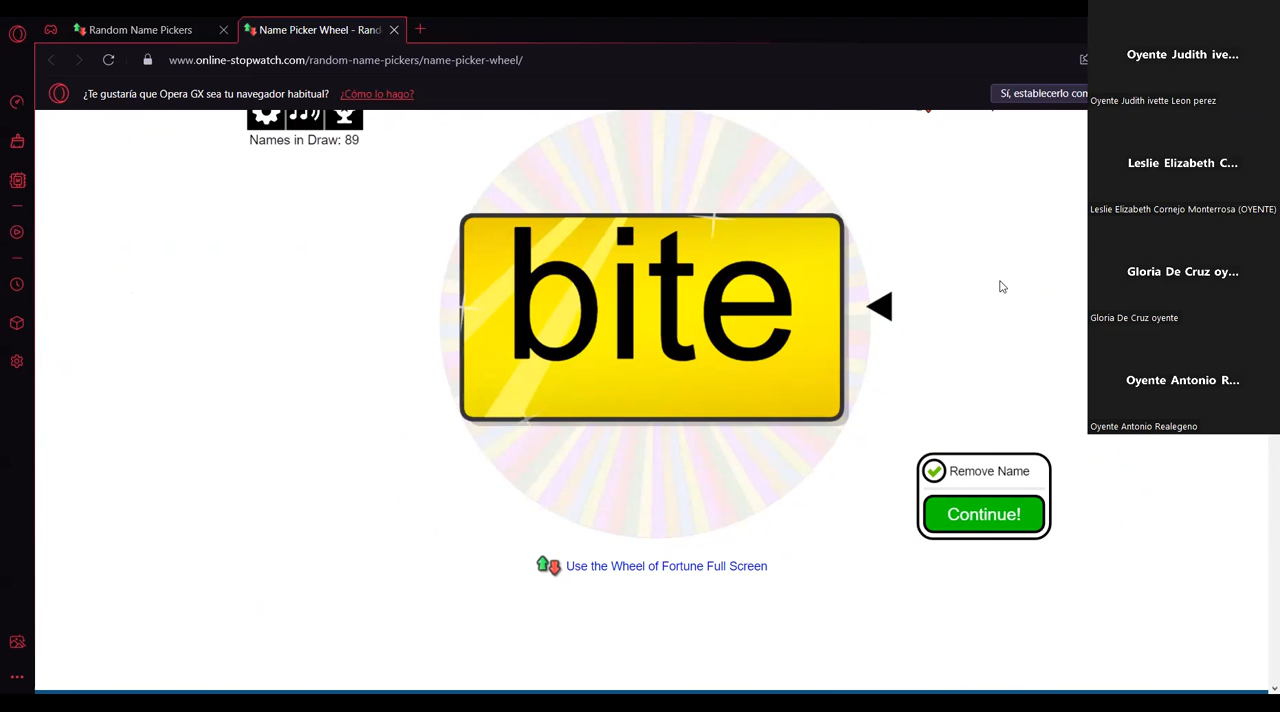 Random Name Pickers
Name Picker Wheel - Rand
www.online-stopwatch.com/random-name-pickers/name-picker-wheel/
¿Te gustaría que Opera GX sea tu navegador habitual? ¿Cómo lo hago?
Sí, establecerlo com
Names in Draw: 89
bite
Remove Name
Continue!
Use the Wheel of Fortune Full Screen
Oyente Judith ive...
Oyente Judith ivette Leon perez
Leslie Elizabeth C...
Leslie Elizabeth Cornejo Monterrosa (OYENTE)
Gloria De Cruz oy...
Gloria De Cruz oyente
Oyente Antonio R...
Oyente Antonio Realegeno